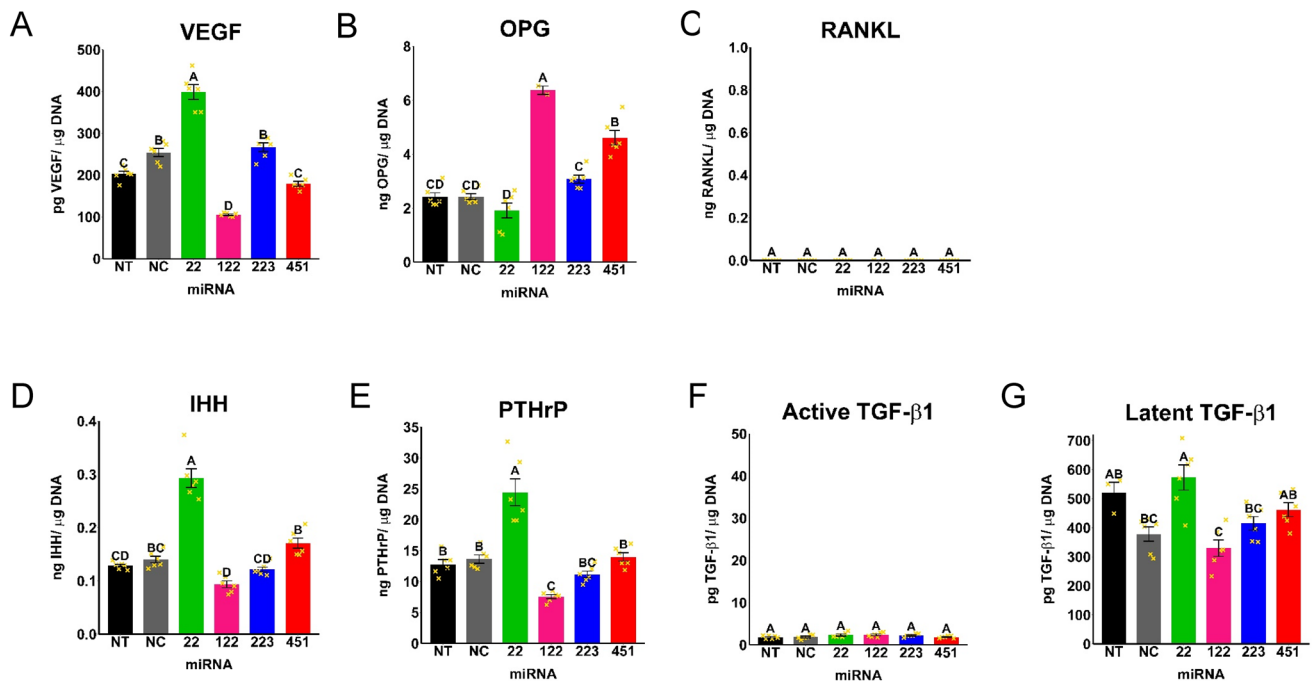 A
VEGF
pg VEGF/ μg DNA
500
400
300
200
100
0
C
B
A
D
B
C
NT NC 22 122 223 451
miRNA
B
OPG
ng OPG/ μg DNA
8
6
4
2
0
CD
CD
D
A
C
B
NT NC 22 122 223 451
miRNA
C
RANKL
ng RANKL/ μg DNA
1.0
0.8
0.6
0.4
0.2
0.0
A A A A A A
NT NC 22 122 223 451
miRNA
D
IHH
ng IHH/ μg DNA
0.4
0.3
0.2
0.1
0.0
CD
BC
A
D
CD
B
NT NC 22 122 223 451
miRNA
E
PTHrP
ng PTHrP/ μg DNA
35
30
25
20
15
10
5
0
B
B
A
C
BC
B
NT NC 22 122 223 451
miRNA
F
Active TGF-β1
pg TGF-β1/ μg DNA
50
40
30
20
10
0
A A A A A A
NT NC 22 122 223 451
miRNA
G
Latent TGF-β1
pg TGF-β1/ μg DNA
700
600
500
400
300
200
100
0
AB
BC
A
C
BC
AB
NT NC 22 122 223 451
miRNA